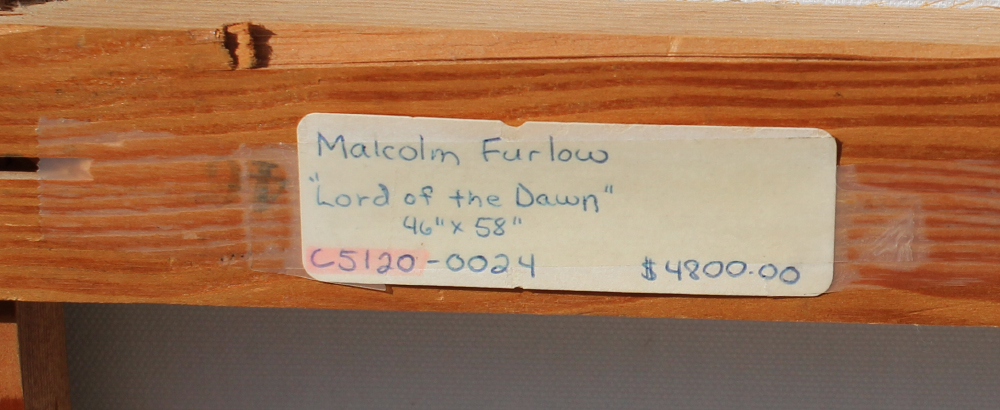 Malcolm Furlow
"Lord of the Dawn"
46" x 58"
C5120-0024 $4800.00